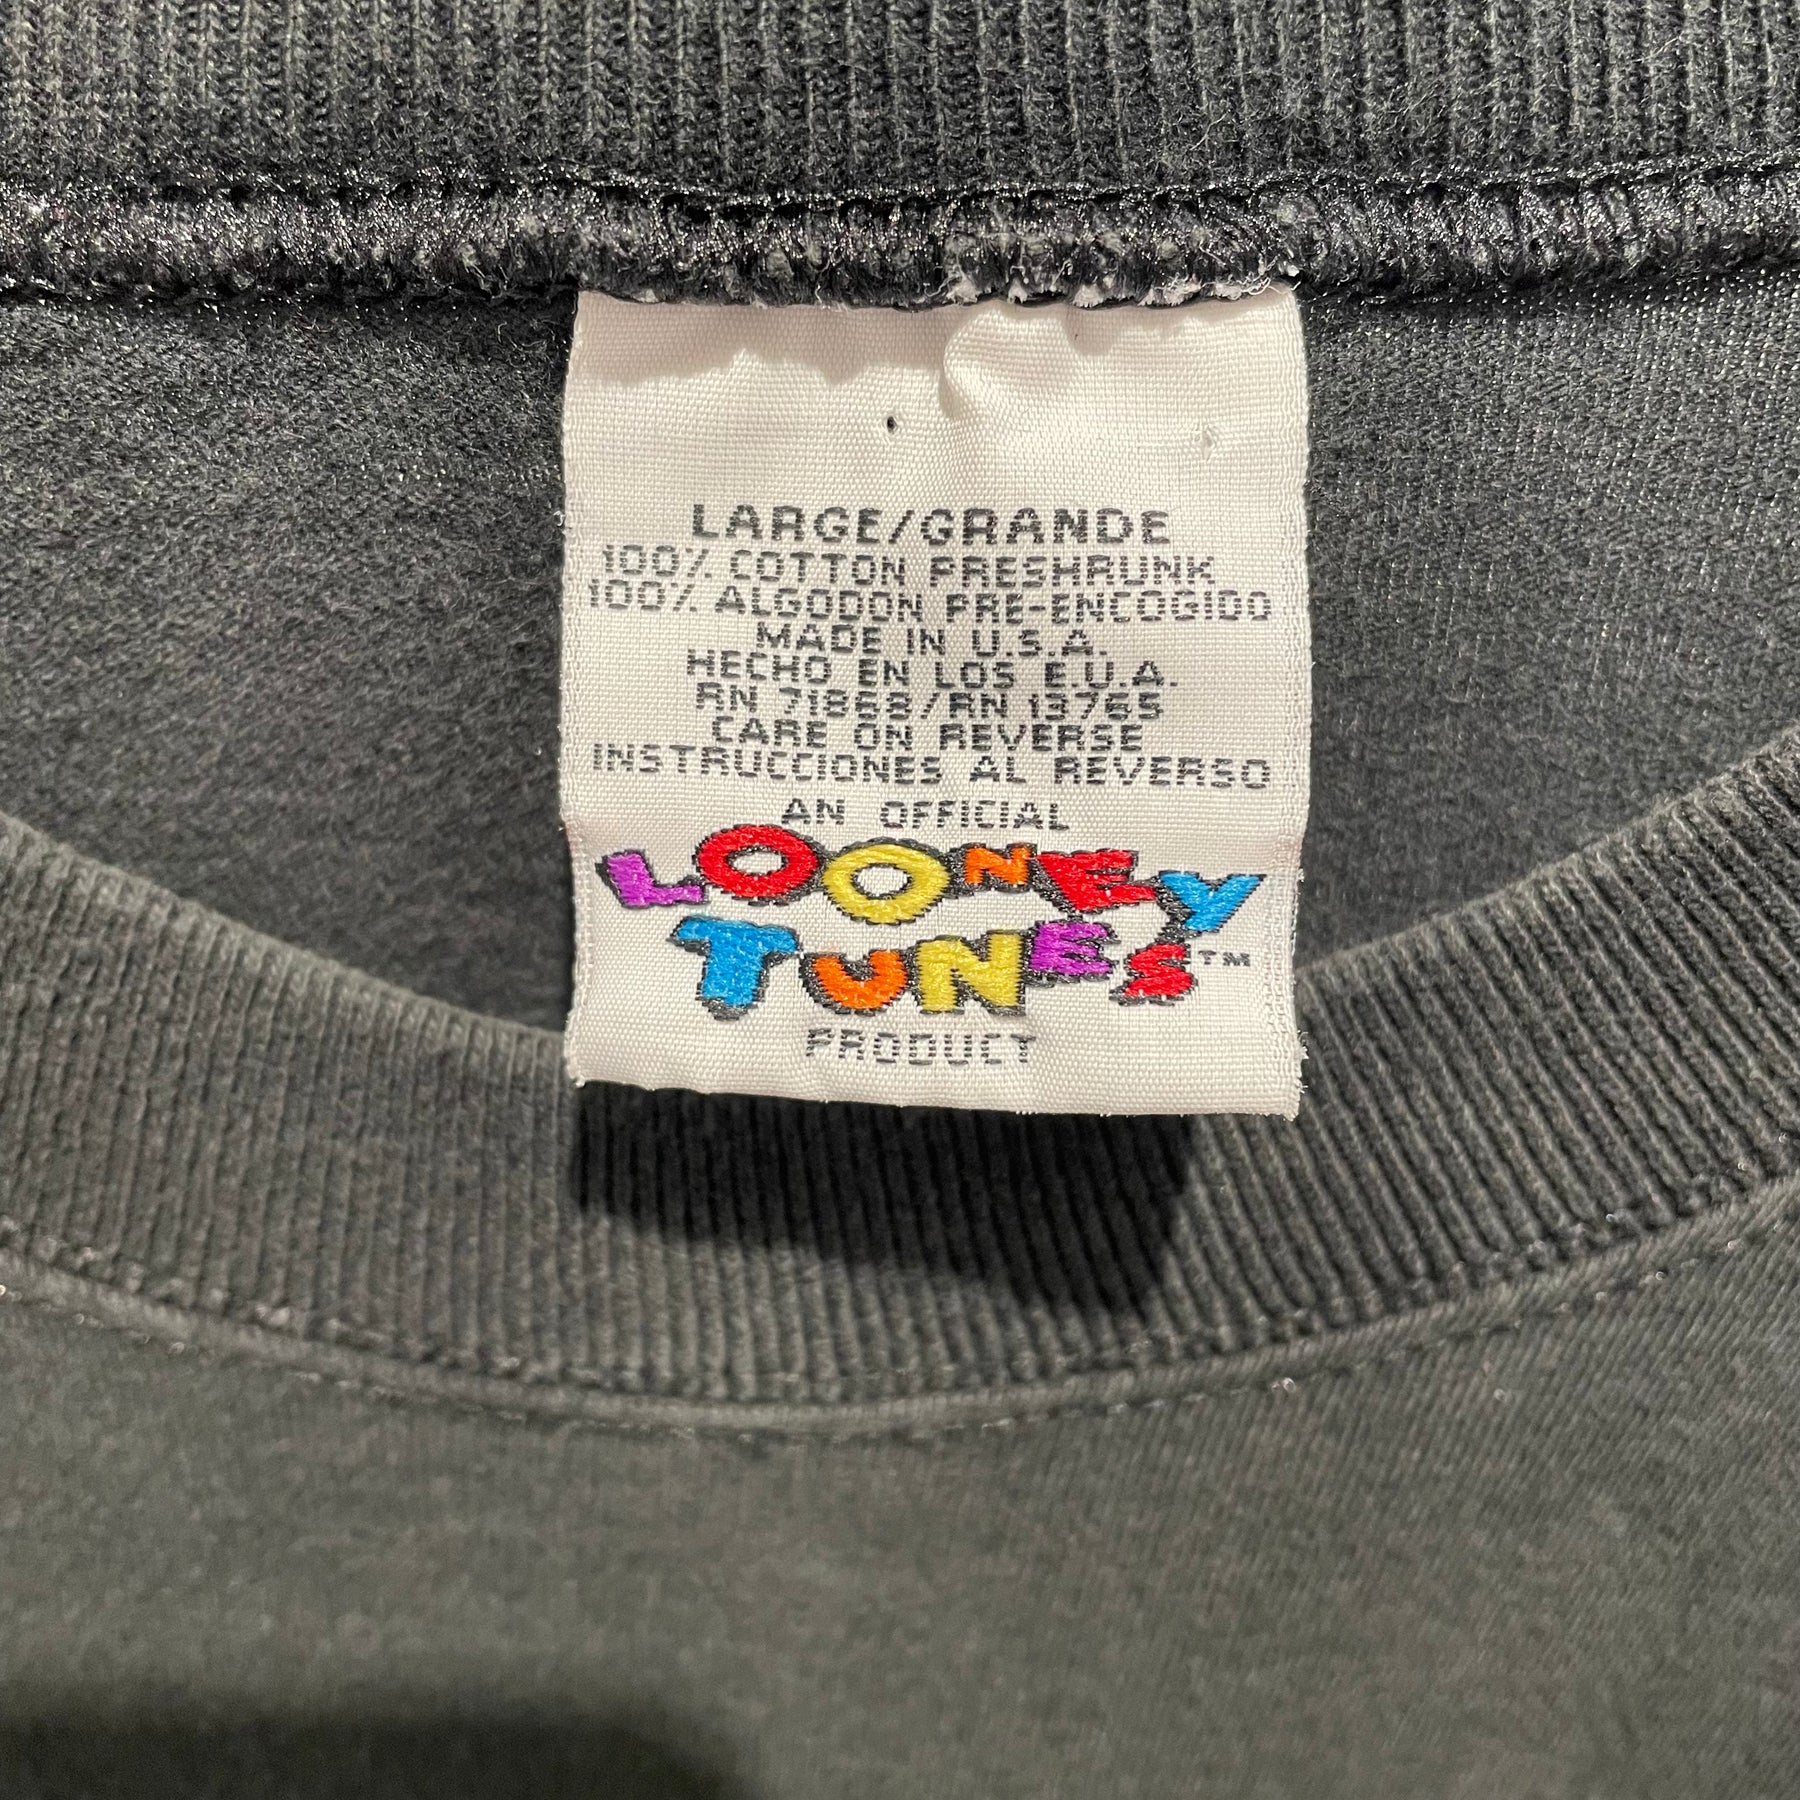 LARGE/GRANDE
100% COTTON PRESHRUNK
100% ALGODON PRE-ENCOGIDO
MADE IN U.S.A.
HECHO EN LOS E.U.A.
RN 71868/RN 13765
CARE ON REVERSE
INSTRUCCIONES AL REVERSO
AN OFFICIAL
LOONEY
TUNES™
PRODUCT